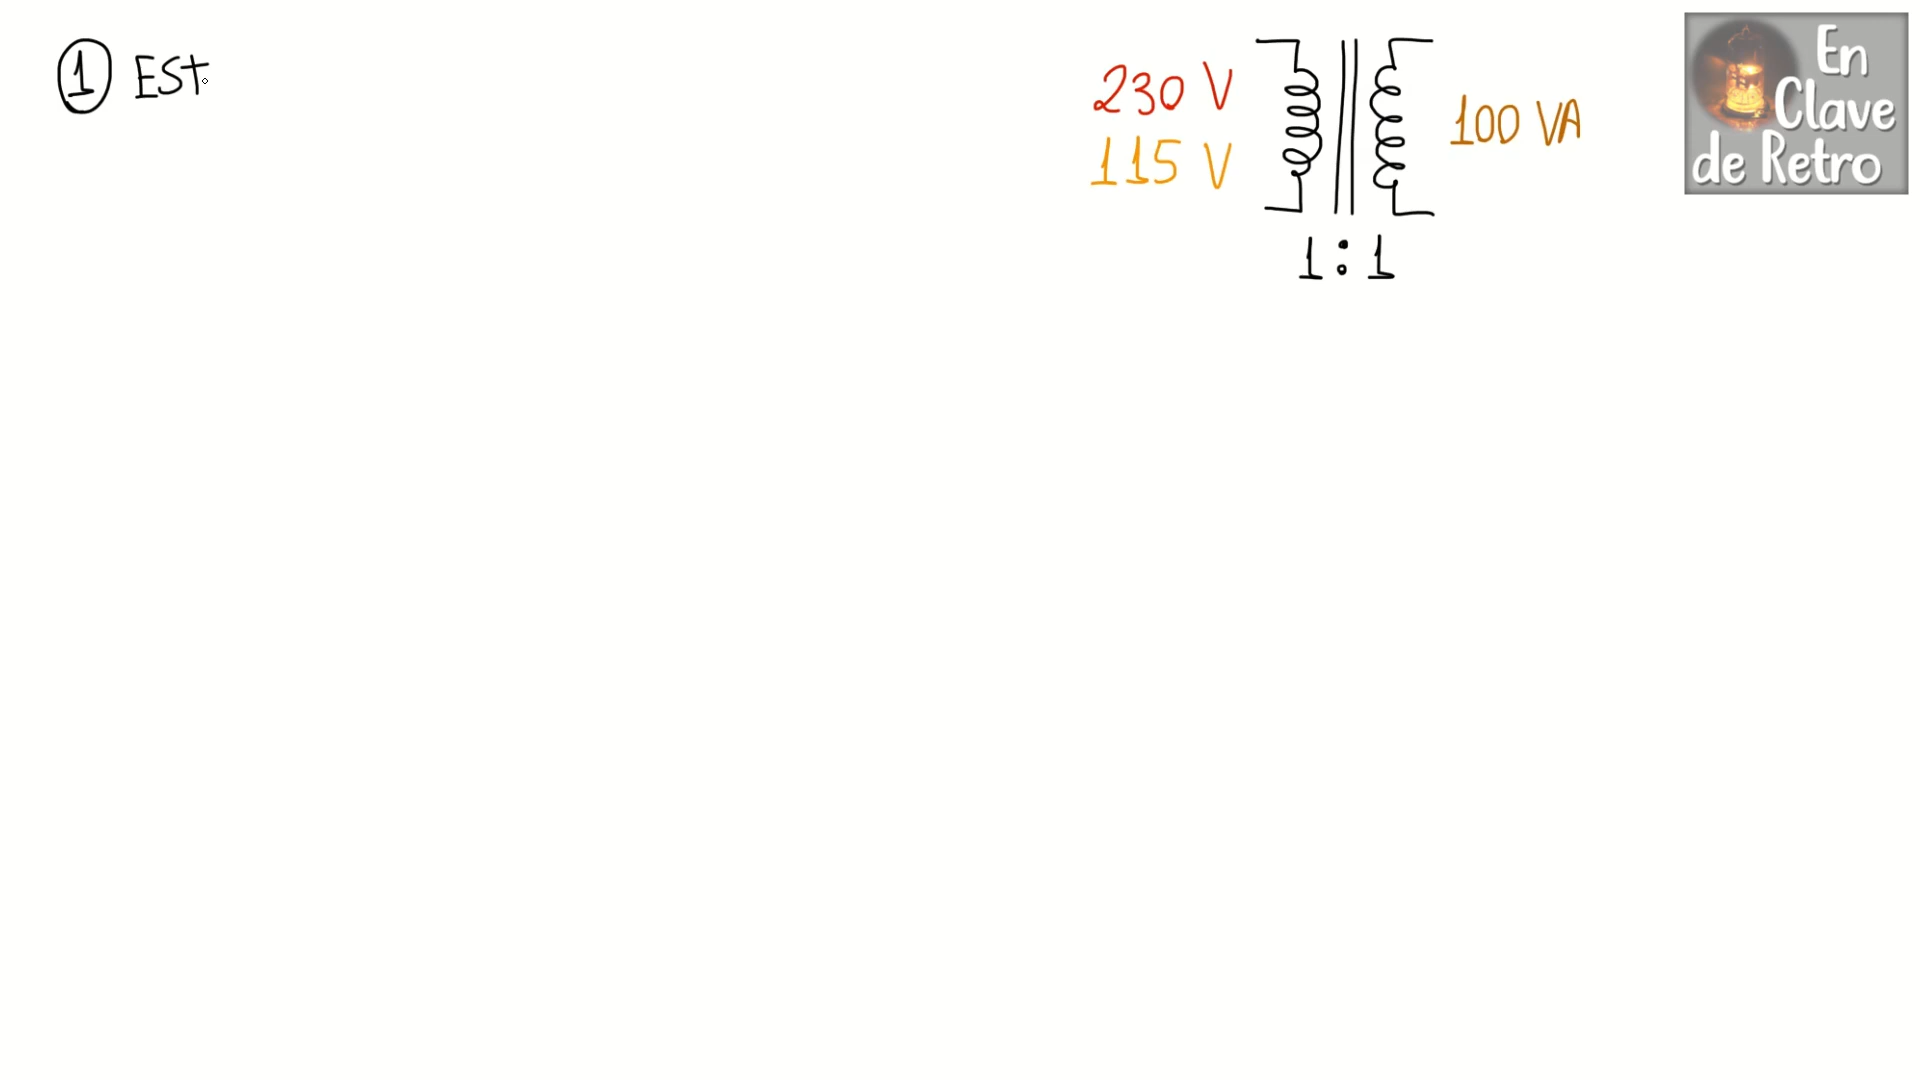 1 EST
230 V
115 V
100 VA
1 : 1
En
Clave
de Retro